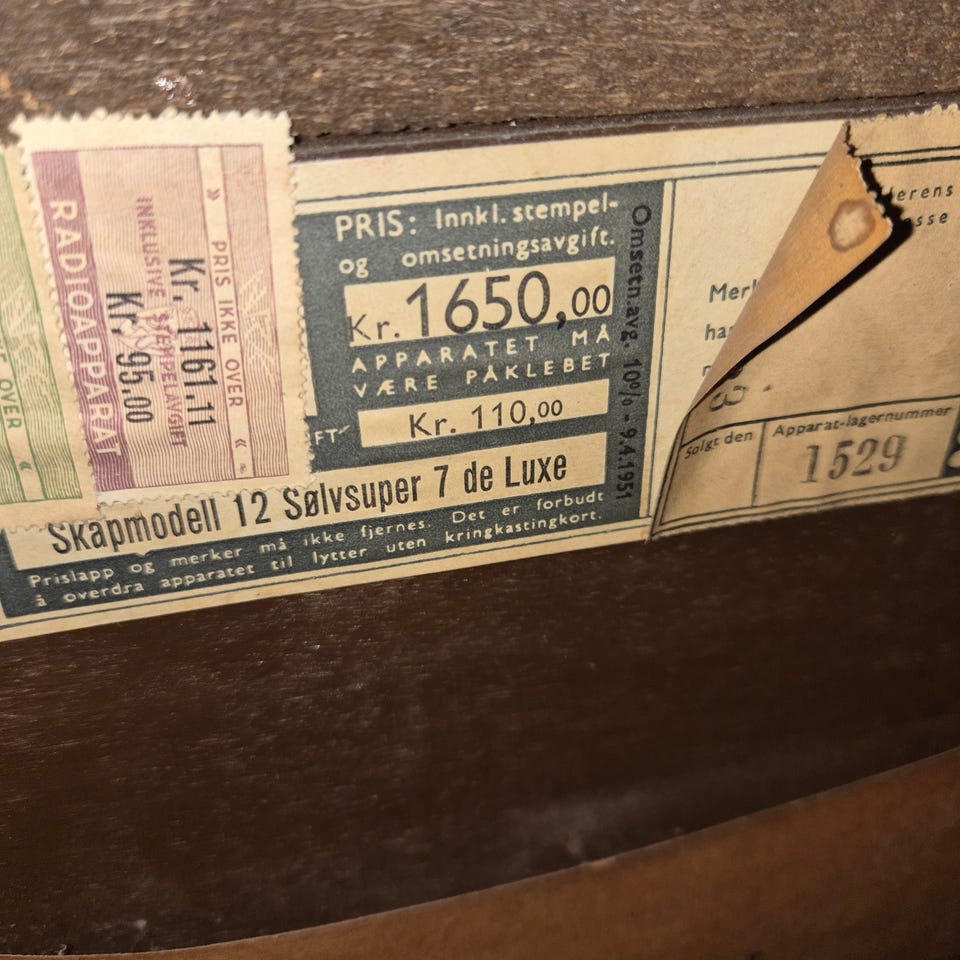 OVER
«
RADIOAPPARAT
INKLUSIVE STEMPELAVGIFT
Kr. 95.00
Kr. 1161.11
» PRIS IKKE OVER «
PRIS: Innkl. stempel-
og omsetningsavgift.
Kr. 1650,00
APPARATET MÅ
VÆRE PÅKLEBET
Kr. 110,00
Skapmodell 12 Sølvsuper 7 de Luxe
Prislapp og merker må ikke fjernes. Det er forbudt
å overdra apparatet til lytter uten kringkastingkort.
Omsetn.avg. 10% - 9.4.1951
Solgt den
Apparat-lagernummer
1529